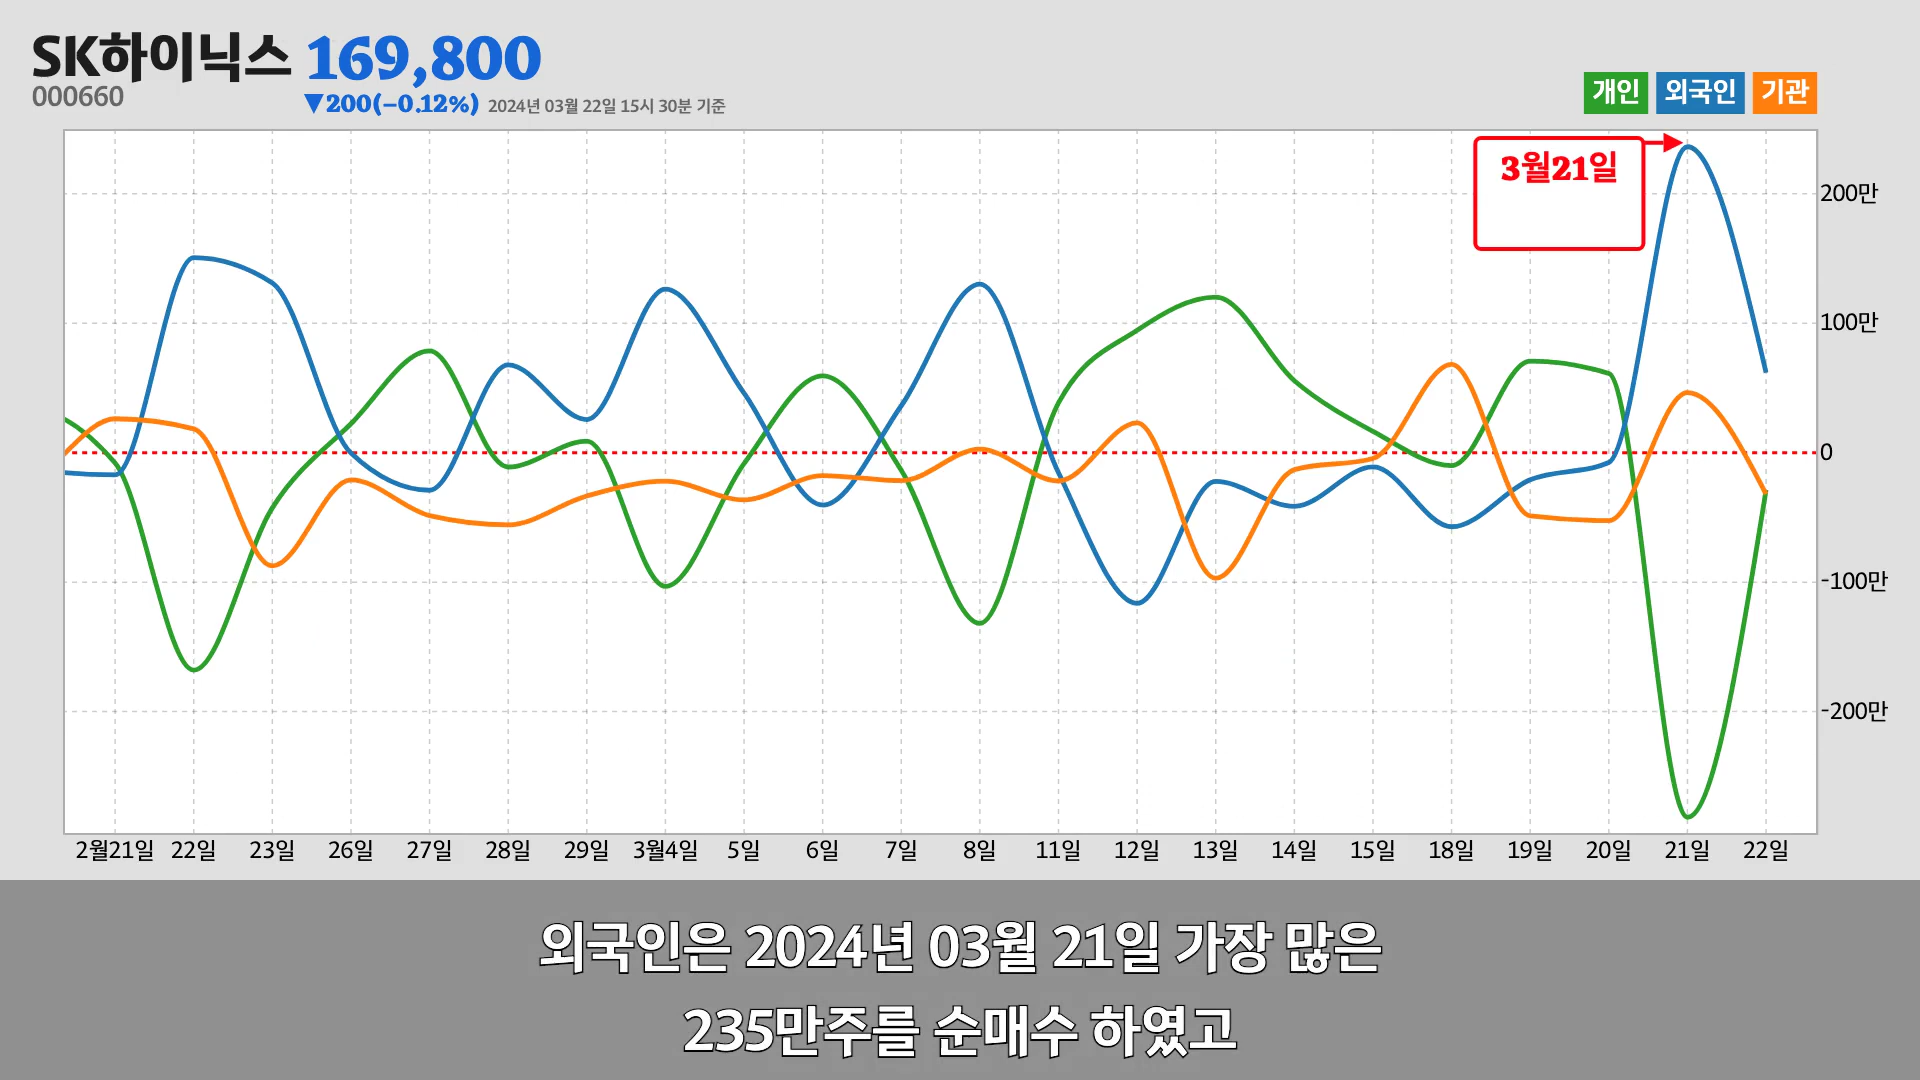 SK하이닉스 169,800
000660
▼200(−0.12%) 2024년 03월 22일 15시 30분 기준
개인 외국인 기관
3월21일
200만
100만
0
-100만
-200만
2월21일 22일 23일 26일 27일 28일 29일 3월4일 5일 6일 7일 8일 11일 12일 13일 14일 15일 18일 19일 20일 21일 22일
외국인은 2024년 03월 21일 가장 많은
235만주를 순매수 하였고